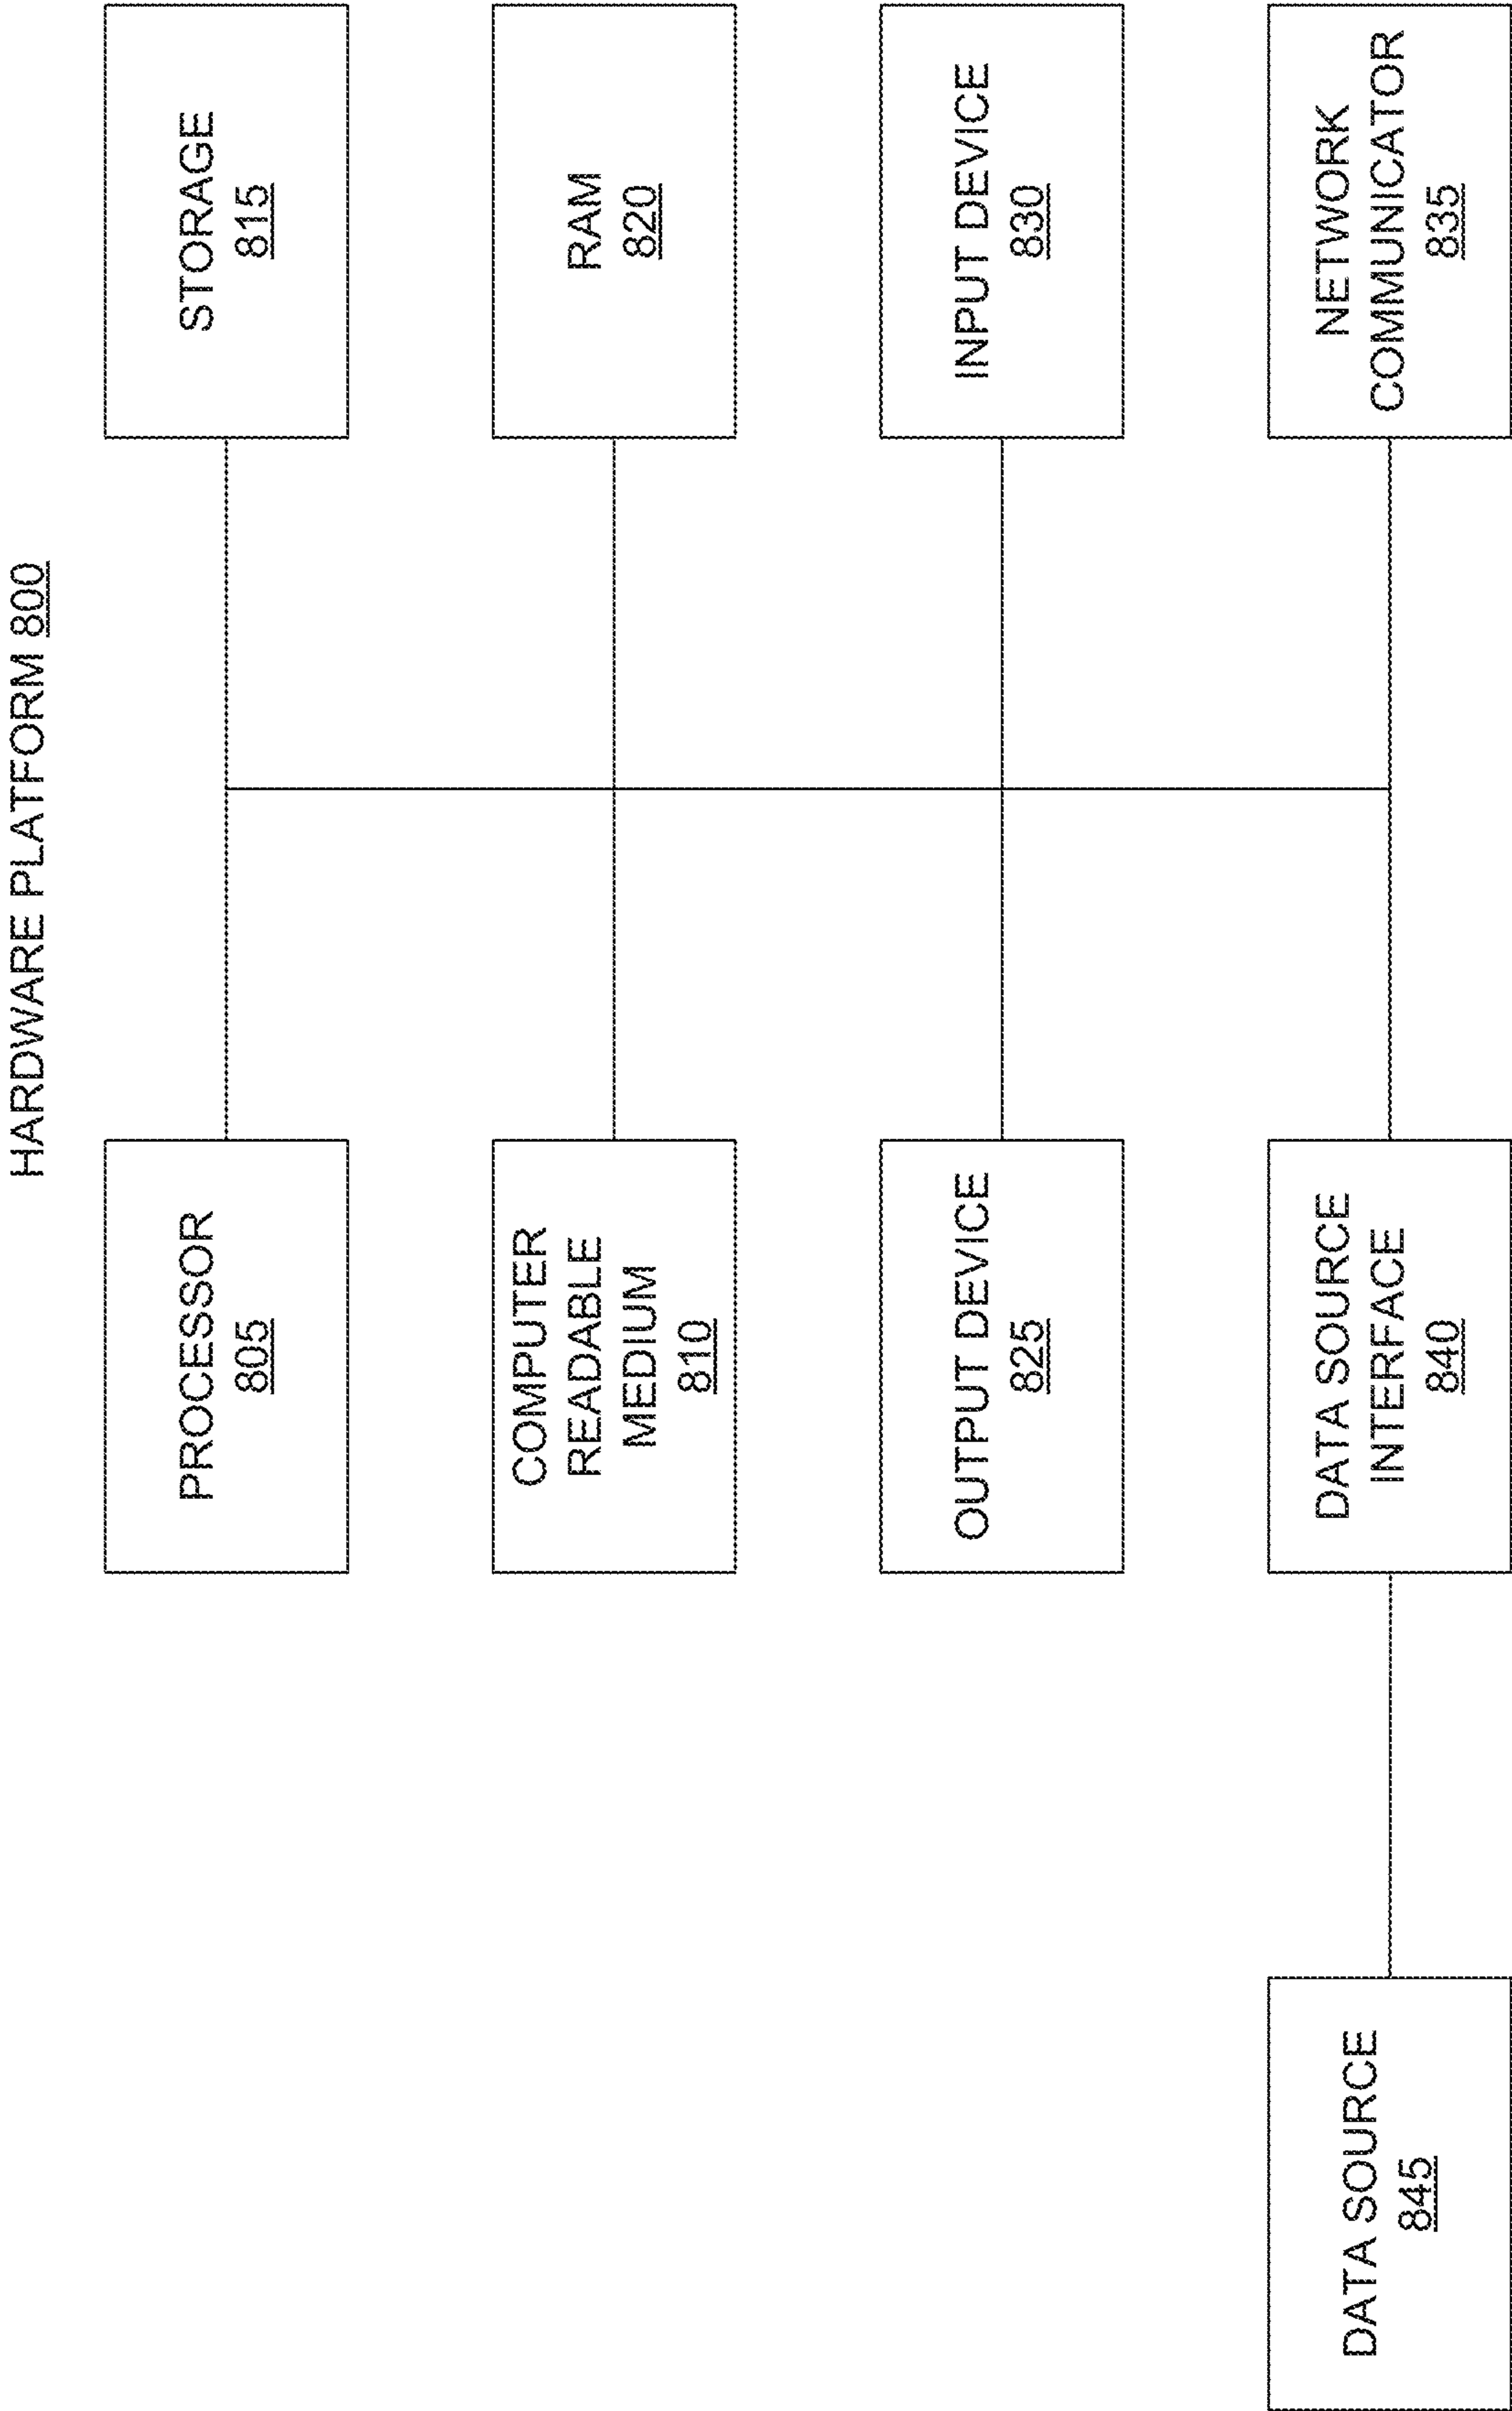 HARDWARE PLATFORM 800
PROCESSOR
805
STORAGE
815
COMPUTER
READABLE
MEDIUM
810
RAM
820
OUTPUT DEVICE
825
INPUT DEVICE
830
DATA SOURCE
845
DATA SOURCE
INTERFACE
840
NETWORK
COMMUNICATOR
835